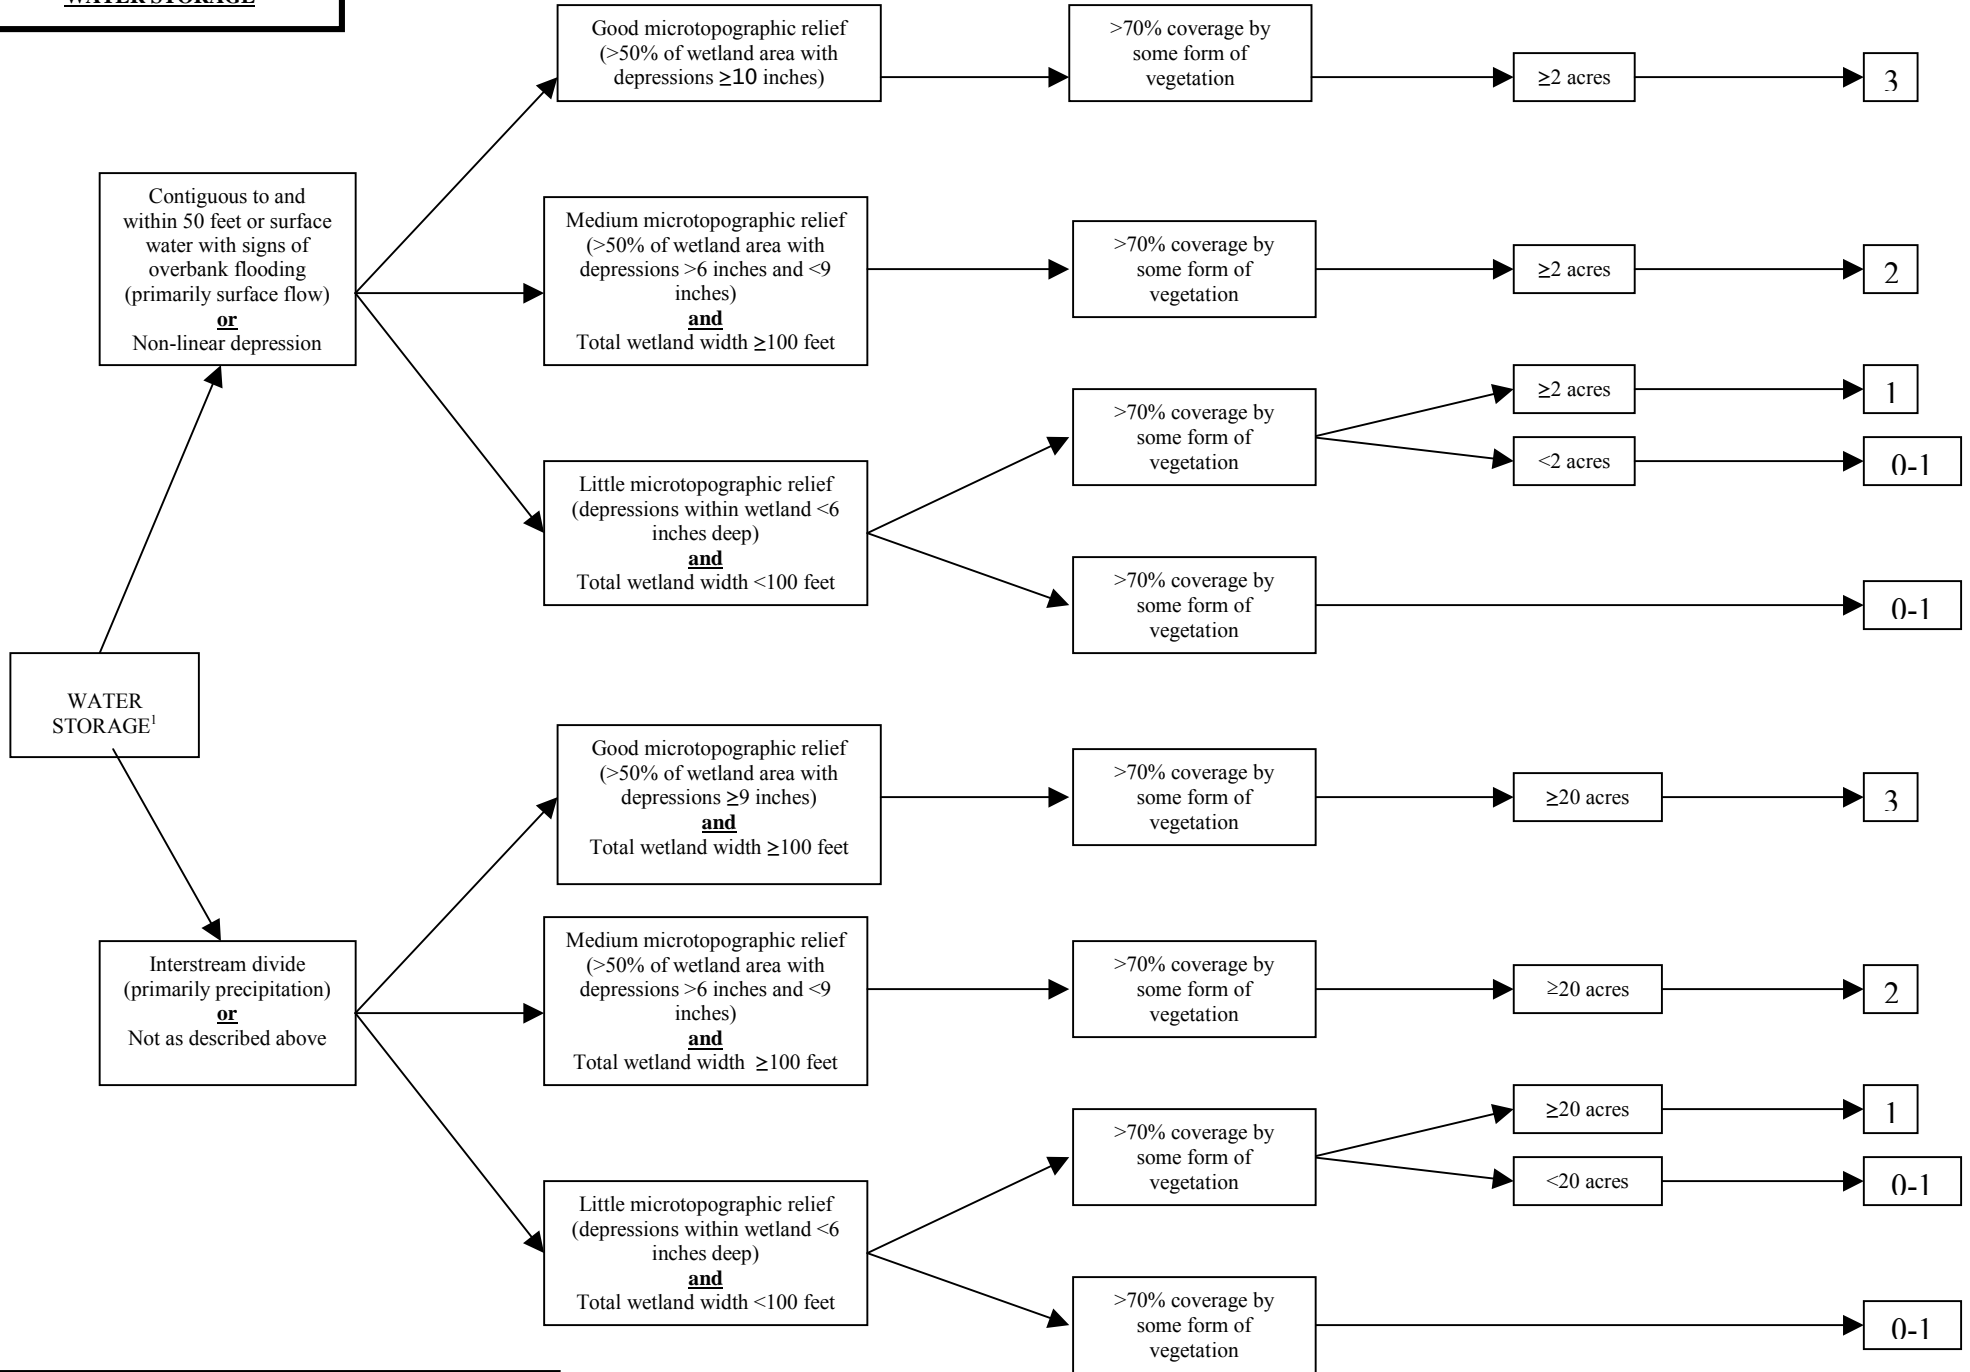 WATER STORAGE
Good microtopographic relief
(>50% of wetland area with
depressions ≥10 inches)
>70% coverage by
some form of
vegetation
≥2 acres
3
Contiguous to and
within 50 feet or surface
water with signs of
overbank flooding
(primarily surface flow)
or
Non-linear depression
Medium microtopographic relief
(>50% of wetland area with
depressions >6 inches and <9
inches)
and
Total wetland width ≥100 feet
>70% coverage by
some form of
vegetation
≥2 acres
2
Little microtopographic relief
(depressions within wetland <6
inches deep)
and
Total wetland width <100 feet
>70% coverage by
some form of
vegetation
≥2 acres
1
<2 acres
0-1
>70% coverage by
some form of
vegetation
0-1
WATER
STORAGE¹
Good microtopographic relief
(>50% of wetland area with
depressions ≥9 inches)
and
Total wetland width ≥100 feet
>70% coverage by
some form of
vegetation
≥20 acres
3
Interstream divide
(primarily precipitation)
or
Not as described above
Medium microtopographic relief
(>50% of wetland area with
depressions >6 inches and <9
inches)
and
Total wetland width ≥100 feet
>70% coverage by
some form of
vegetation
≥20 acres
2
Little microtopographic relief
(depressions within wetland <6
inches deep)
and
Total wetland width <100 feet
>70% coverage by
some form of
vegetation
≥20 acres
1
<20 acres
0-1
>70% coverage by
some form of
vegetation
0-1